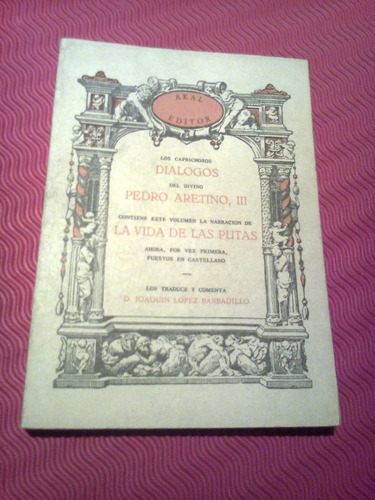 AKAL
EDITOR
LOS CAPRICHOSOS
DIALOGOS
DEL DIVINO
PEDRO ARETINO, III
CONTIENE ESTE VOLUMEN LA NARRACION DE
LA VIDA DE LAS PUTAS
AHORA, POR VEZ PRIMERA,
PUESTOS EN CASTELLANO
LOS TRADUCE Y COMENTA
D. JOAQUIN LÓPEZ BARBADILLO